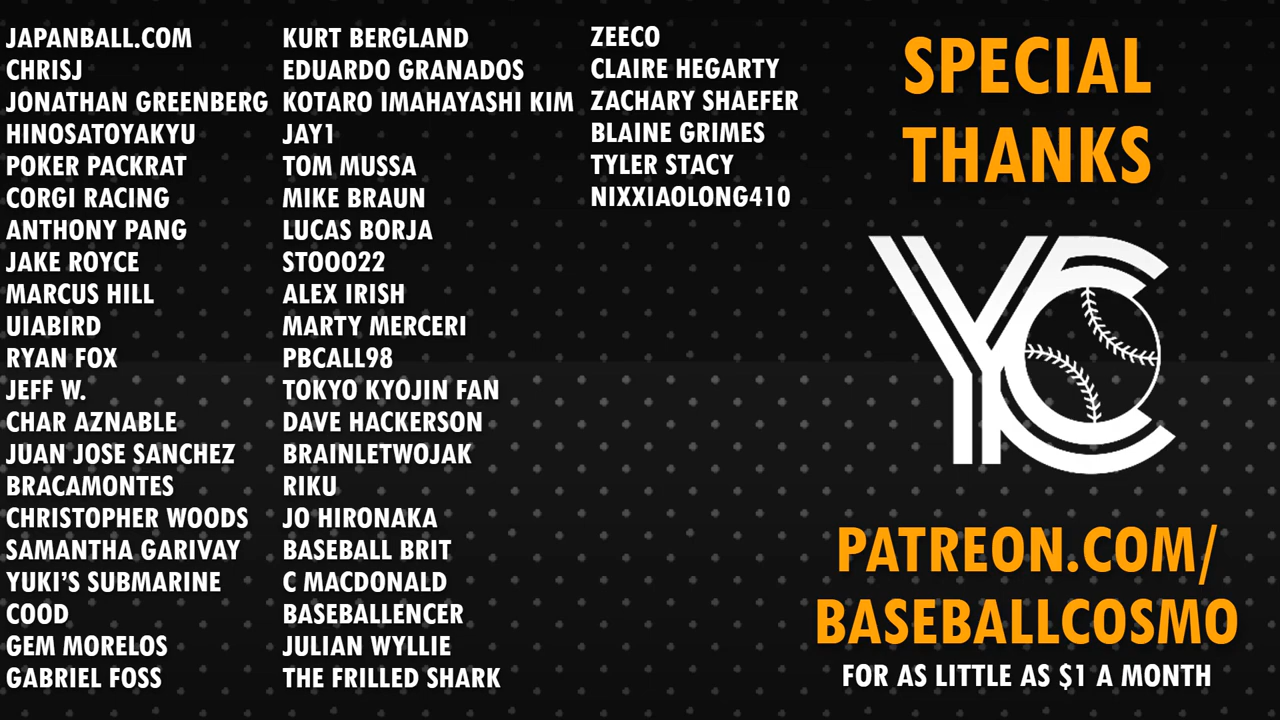 JAPANBALL.COM
CHRISJ
JONATHAN GREENBERG
HINOSATOYAKYU
POKER PACKRAT
CORGI RACING
ANTHONY PANG
JAKE ROYCE
MARCUS HILL
UIABIRD
RYAN FOX
JEFF W.
CHAR AZNABLE
JUAN JOSE SANCHEZ
BRACAMONTES
CHRISTOPHER WOODS
SAMANTHA GARIVAY
YUKI'S SUBMARINE
COOD
GEM MORELOS
GABRIEL FOSS
KURT BERGLAND
EDUARDO GRANADOS
KOTARO IMAHAYASHI KIM
JAY1
TOM MUSSA
MIKE BRAUN
LUCAS BORJA
STOOO22
ALEX IRISH
MARTY MERCERI
PBCALL98
TOKYO KYOJIN FAN
DAVE HACKERSON
BRAINLETWOJAK
RIKU
JO HIRONAKA
BASEBALL BRIT
C MACDONALD
BASEBALLENCER
JULIAN WYLLIE
THE FRILLED SHARK
ZEECO
CLAIRE HEGARTY
ZACHARY SHAEFER
BLAINE GRIMES
TYLER STACY
NIXXIAOLONG410
SPECIAL
THANKS
YC
PATREON.COM/
BASEBALLCOSMO
FOR AS LITTLE AS $1 A MONTH